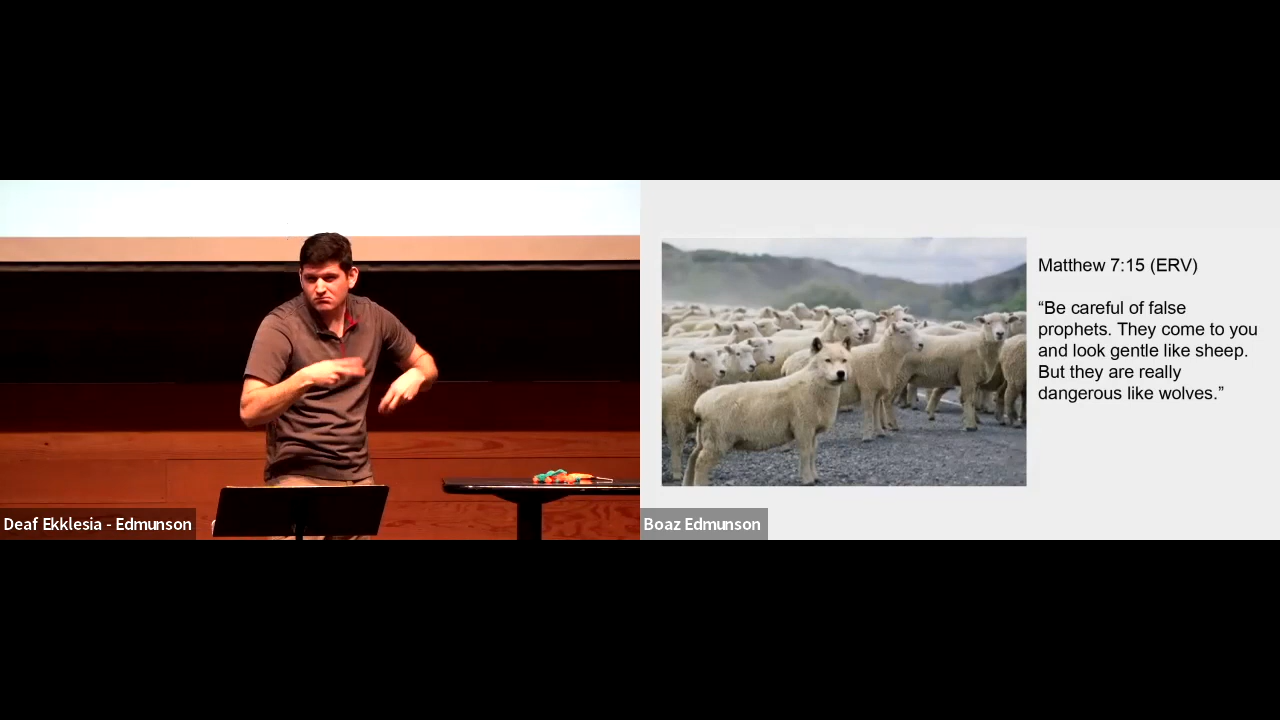 Matthew 7:15 (ERV)
“Be careful of false
prophets. They come to you
and look gentle like sheep.
But they are really
dangerous like wolves.”
Deaf Ekklesia - Edmunson
Boaz Edmunson